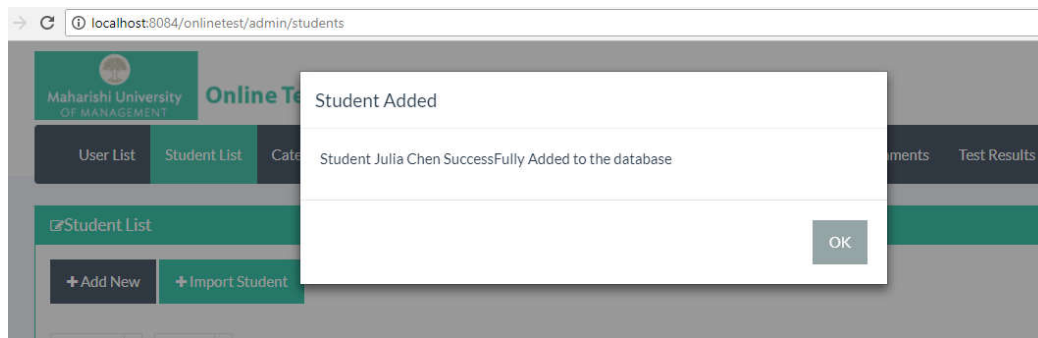 localhost:8084/onlinetest/admin/students
Maharishi University
OF MANAGEMENT
Online Te
Student Added
User List Student List Cate
Student Julia Chen SuccessFully Added to the database
ments Test Results
Student List
OK
+Add New +Import Student